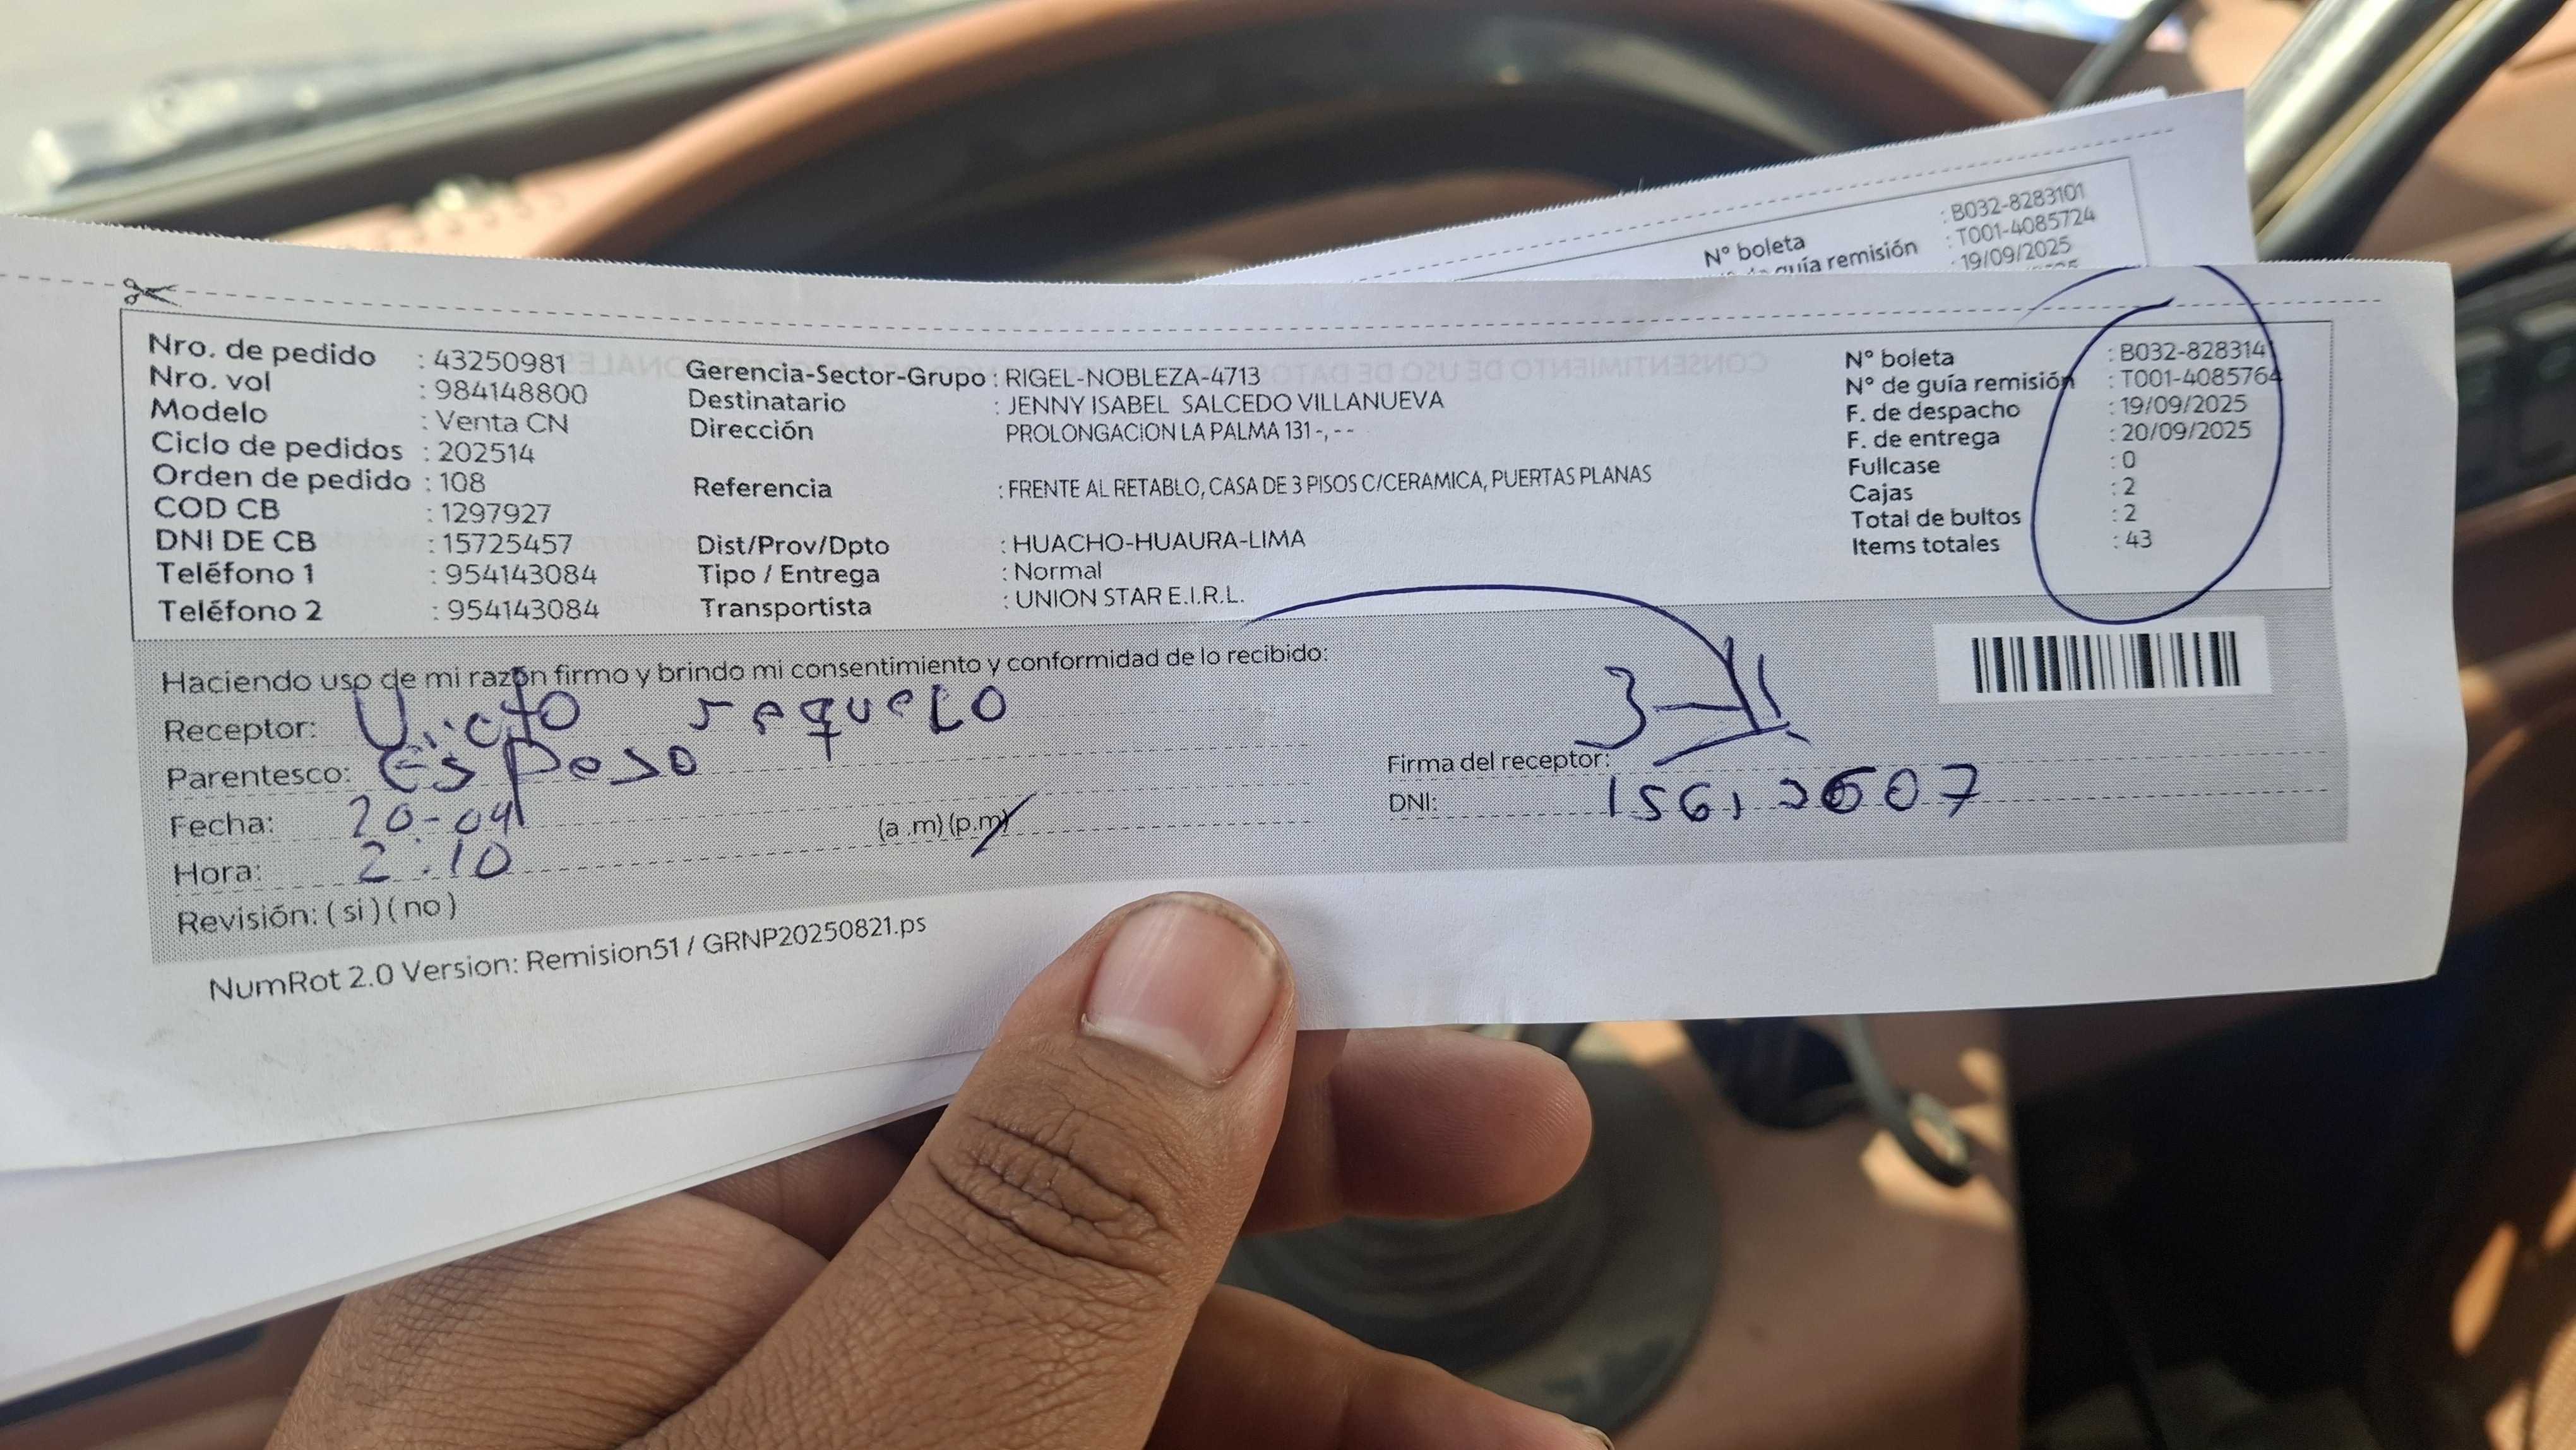 Nº boleta : B032-8283101
guía remisión : T001-4085724
: 19/09/2025
Nro. de pedido : 43250981
Nro. vol : 984148800
Modelo : Venta CN
Ciclo de pedidos : 202514
Orden de pedido : 108
COD CB : 1297927
DNI DE CB : 15725457
Teléfono 1 : 954143084
Teléfono 2 : 954143084
Gerencia-Sector-Grupo : RIGEL-NOBLEZA-4713
Destinatario : JENNY ISABEL SALCEDO VILLANUEVA
Dirección PROLONGACION LA PALMA 131 -, - -
Referencia : FRENTE AL RETABLO, CASA DE 3 PISOS C/CERAMICA, PUERTAS PLANAS
Dist/Prov/Dpto : HUACHO-HUAURA-LIMA
Tipo / Entrega : Normal
Transportista : UNION STAR E.I.R.L.
Nº boleta : B032-8283141
Nº de guía remisión : T001-4085764
F. de despacho : 19/09/2025
F. de entrega : 20/09/2025
Fullcase : 0
Cajas : 2
Total de bultos : 2
Items totales : 43
Haciendo uso de mi razón firmo y brindo mi consentimiento y conformidad de lo recibido:
Receptor:
Parentesco: Esposo
Fecha: 20-09
Hora: 2:10 (a .m) (p.m)
Revisión: ( si ) ( no )
Firma del receptor:
DNI:
NumRot 2.0 Version: Remision51 / GRNP20250821.ps